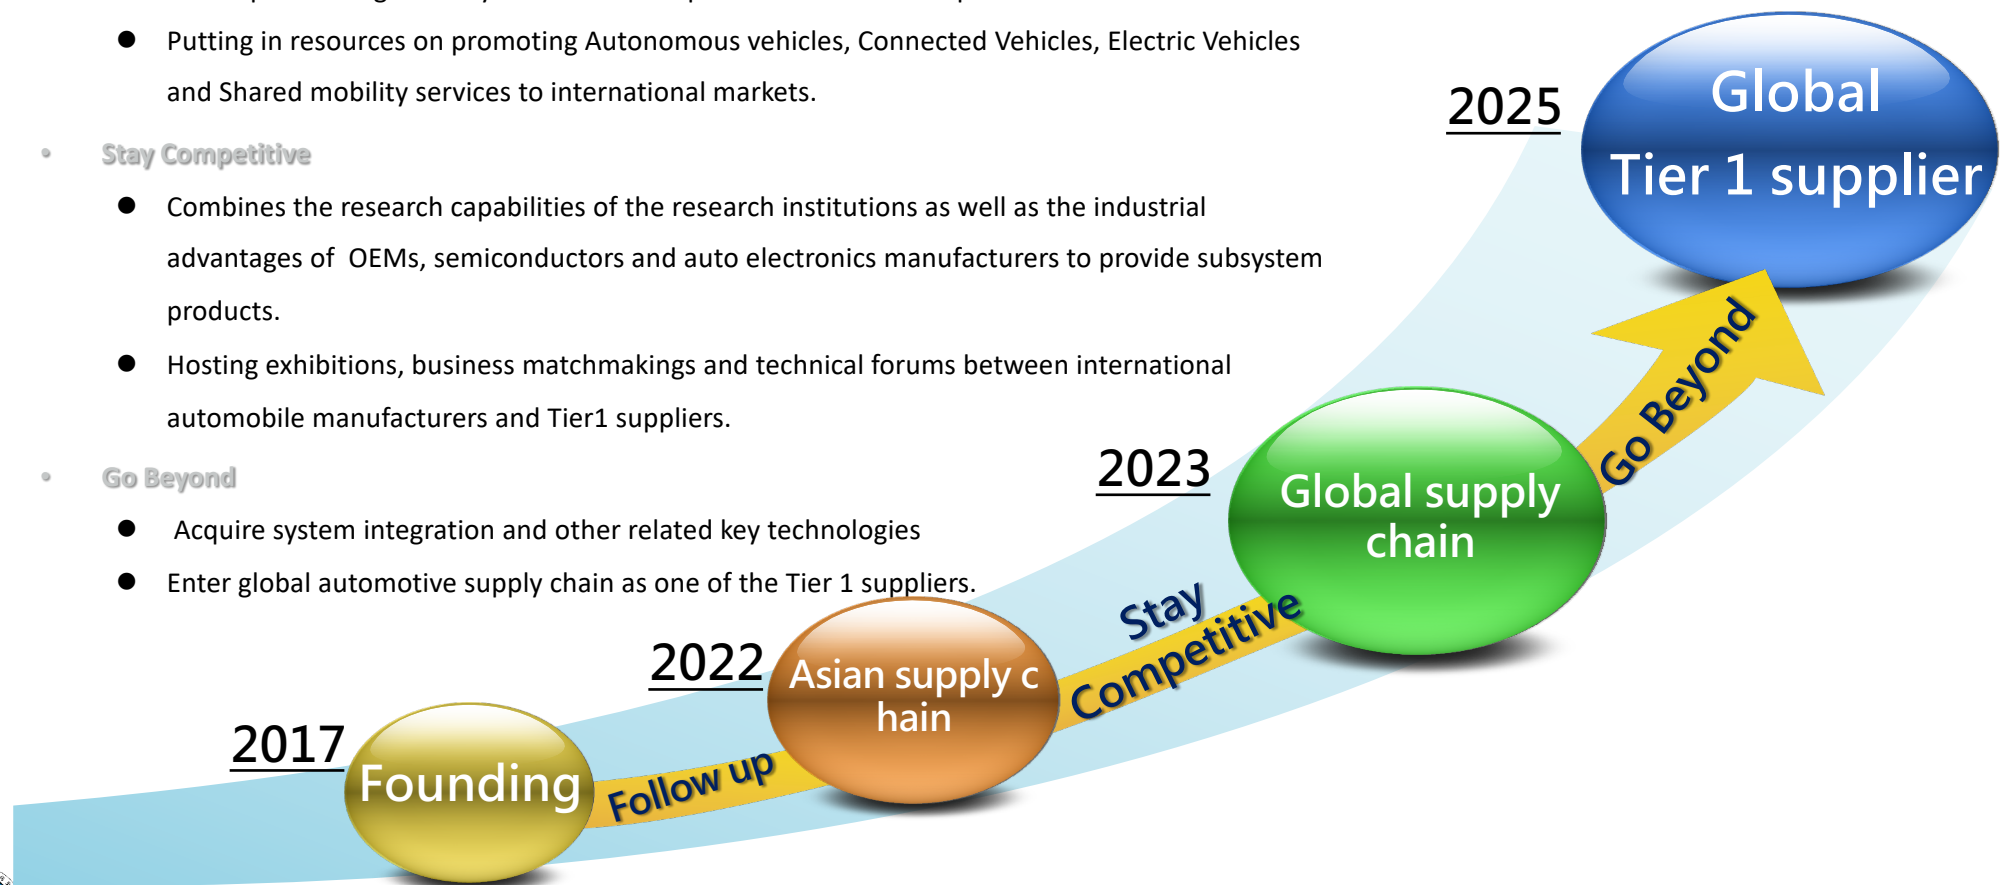 ● Putting in resources on promoting Autonomous vehicles, Connected Vehicles, Electric Vehicles
and Shared mobility services to international markets.
• Stay Competitive
● Combines the research capabilities of the research institutions as well as the industrial
advantages of  OEMs, semiconductors and auto electronics manufacturers to provide subsystem
products.
● Hosting exhibitions, business matchmakings and technical forums between international
automobile manufacturers and Tier1 suppliers.
• Go Beyond
● Acquire system integration and other related key technologies
● Enter global automotive supply chain as one of the Tier 1 suppliers.
2017
Founding
Follow up
2022
Asian supply c
hain
Stay
Competitive
2023
Global supply
chain
Go Beyond
2025
Global
Tier 1 supplier